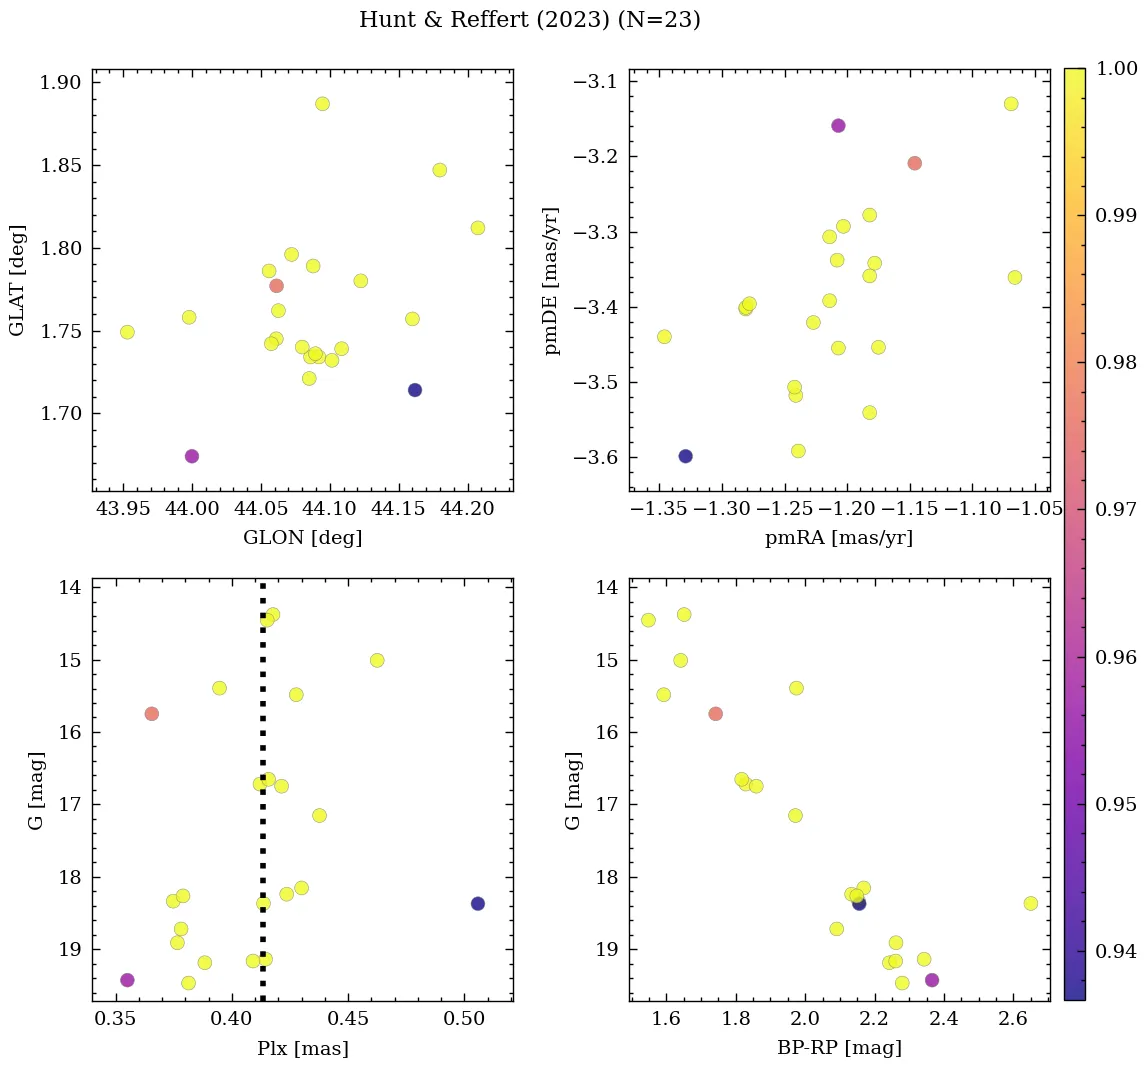 Hunt & Reffert (2023) (N=23)
1.90
1.85
1.80
1.75
1.70
GLAT [deg]
43.95 44.00 44.05 44.10 44.15 44.20
GLON [deg]
−3.1
−3.2
−3.3
−3.4
−3.5
−3.6
pmDE [mas/yr]
−1.35 −1.30 −1.25 −1.20 −1.15 −1.10 −1.05
pmRA [mas/yr]
14
15
16
17
18
19
G [mag]
0.35 0.40 0.45 0.50
Plx [mas]
14
15
16
17
18
19
G [mag]
1.6 1.8 2.0 2.2 2.4 2.6
BP-RP [mag]
1.00
0.99
0.98
0.97
0.96
0.95
0.94